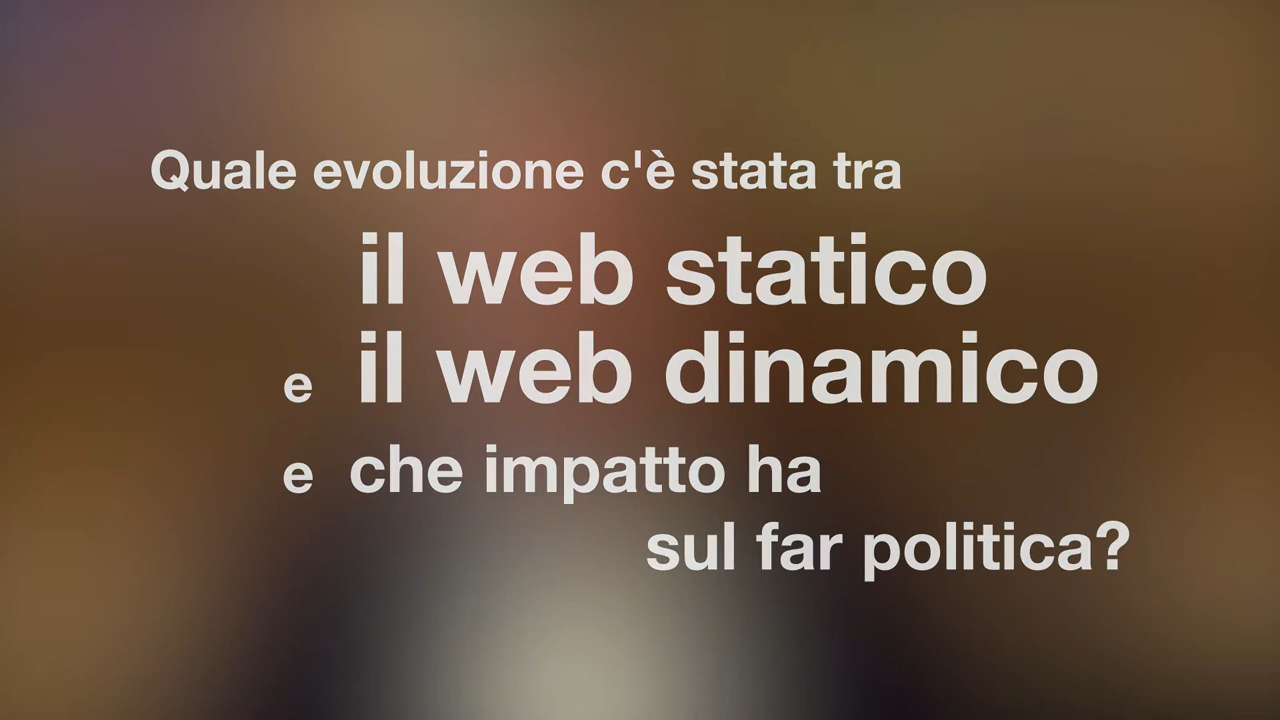 Quale evoluzione c'è stata tra
il web statico
e il web dinamico
e che impatto ha
sul far politica?